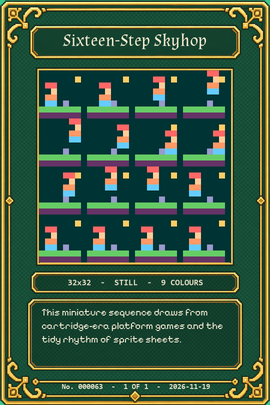 Sixteen-Step Skyhop
32x32 - STILL - 9 COLOURS
This miniature sequence draws from
cartridge-era platform games and the
tidy rhythm of sprite sheets.
No. 000063 - 1 OF 1 - 2026-11-19